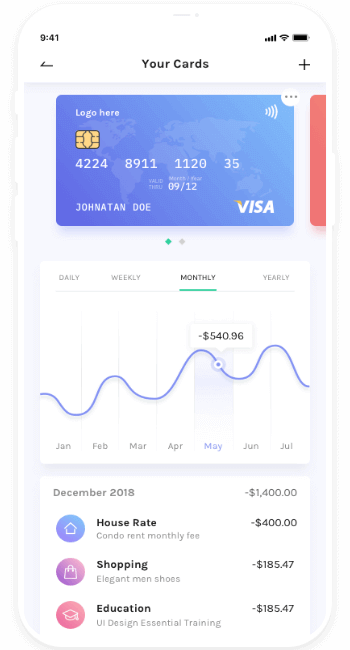 9:41
Your Cards
Logo here
4224 8911 1120 35
VALID THRU
Month / Year
09/12
JOHNATAN DOE
VISA
DAILY WEEKLY MONTHLY YEARLY
-$540.96
Jan Feb Mar Apr May Jun Jul
December 2018 -$1,400.00
House Rate -$400.00
Condo rent monthly fee
Shopping -$185.47
Elegant men shoes
Education -$185.47
UI Design Essential Training